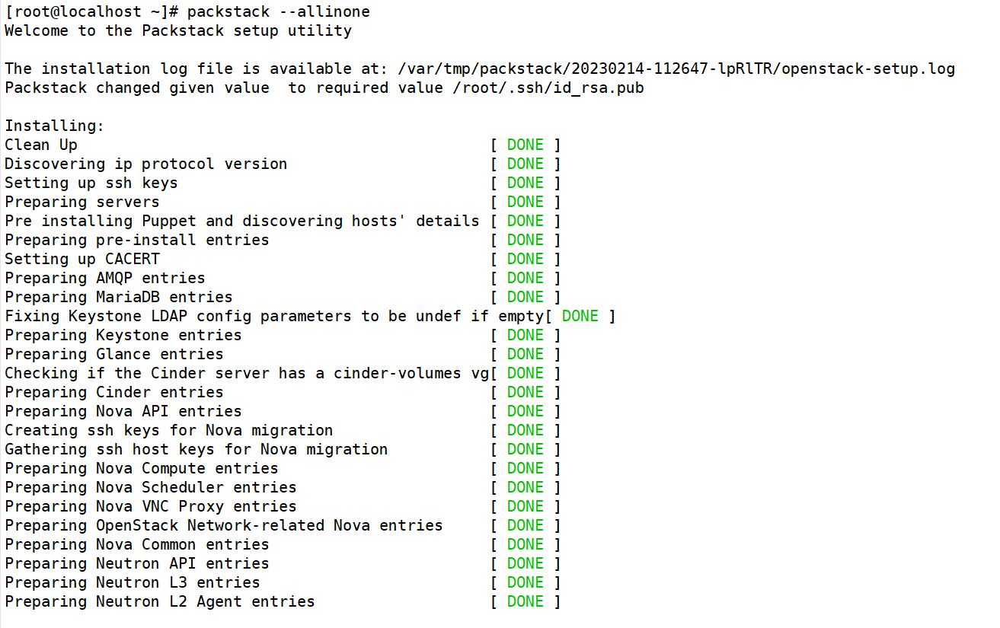 [root@localhost ~]# packstack --allinone
Welcome to the Packstack setup utility

The installation log file is available at: /var/tmp/packstack/20230214-112647-lpRlTR/openstack-setup.log
Packstack changed given value  to required value /root/.ssh/id_rsa.pub

Installing:
Clean Up                                             [ DONE ]
Discovering ip protocol version                      [ DONE ]
Setting up ssh keys                                  [ DONE ]
Preparing servers                                    [ DONE ]
Pre installing Puppet and discovering hosts' details [ DONE ]
Preparing pre-install entries                        [ DONE ]
Setting up CACERT                                    [ DONE ]
Preparing AMQP entries                               [ DONE ]
Preparing MariaDB entries                            [ DONE ]
Fixing Keystone LDAP config parameters to be undef if empty[ DONE ]
Preparing Keystone entries                           [ DONE ]
Preparing Glance entries                             [ DONE ]
Checking if the Cinder server has a cinder-volumes vg[ DONE ]
Preparing Cinder entries                             [ DONE ]
Preparing Nova API entries                           [ DONE ]
Creating ssh keys for Nova migration                 [ DONE ]
Gathering ssh host keys for Nova migration           [ DONE ]
Preparing Nova Compute entries                       [ DONE ]
Preparing Nova Scheduler entries                     [ DONE ]
Preparing Nova VNC Proxy entries                     [ DONE ]
Preparing OpenStack Network-related Nova entries     [ DONE ]
Preparing Nova Common entries                        [ DONE ]
Preparing Neutron API entries                        [ DONE ]
Preparing Neutron L3 entries                         [ DONE ]
Preparing Neutron L2 Agent entries                   [ DONE ]